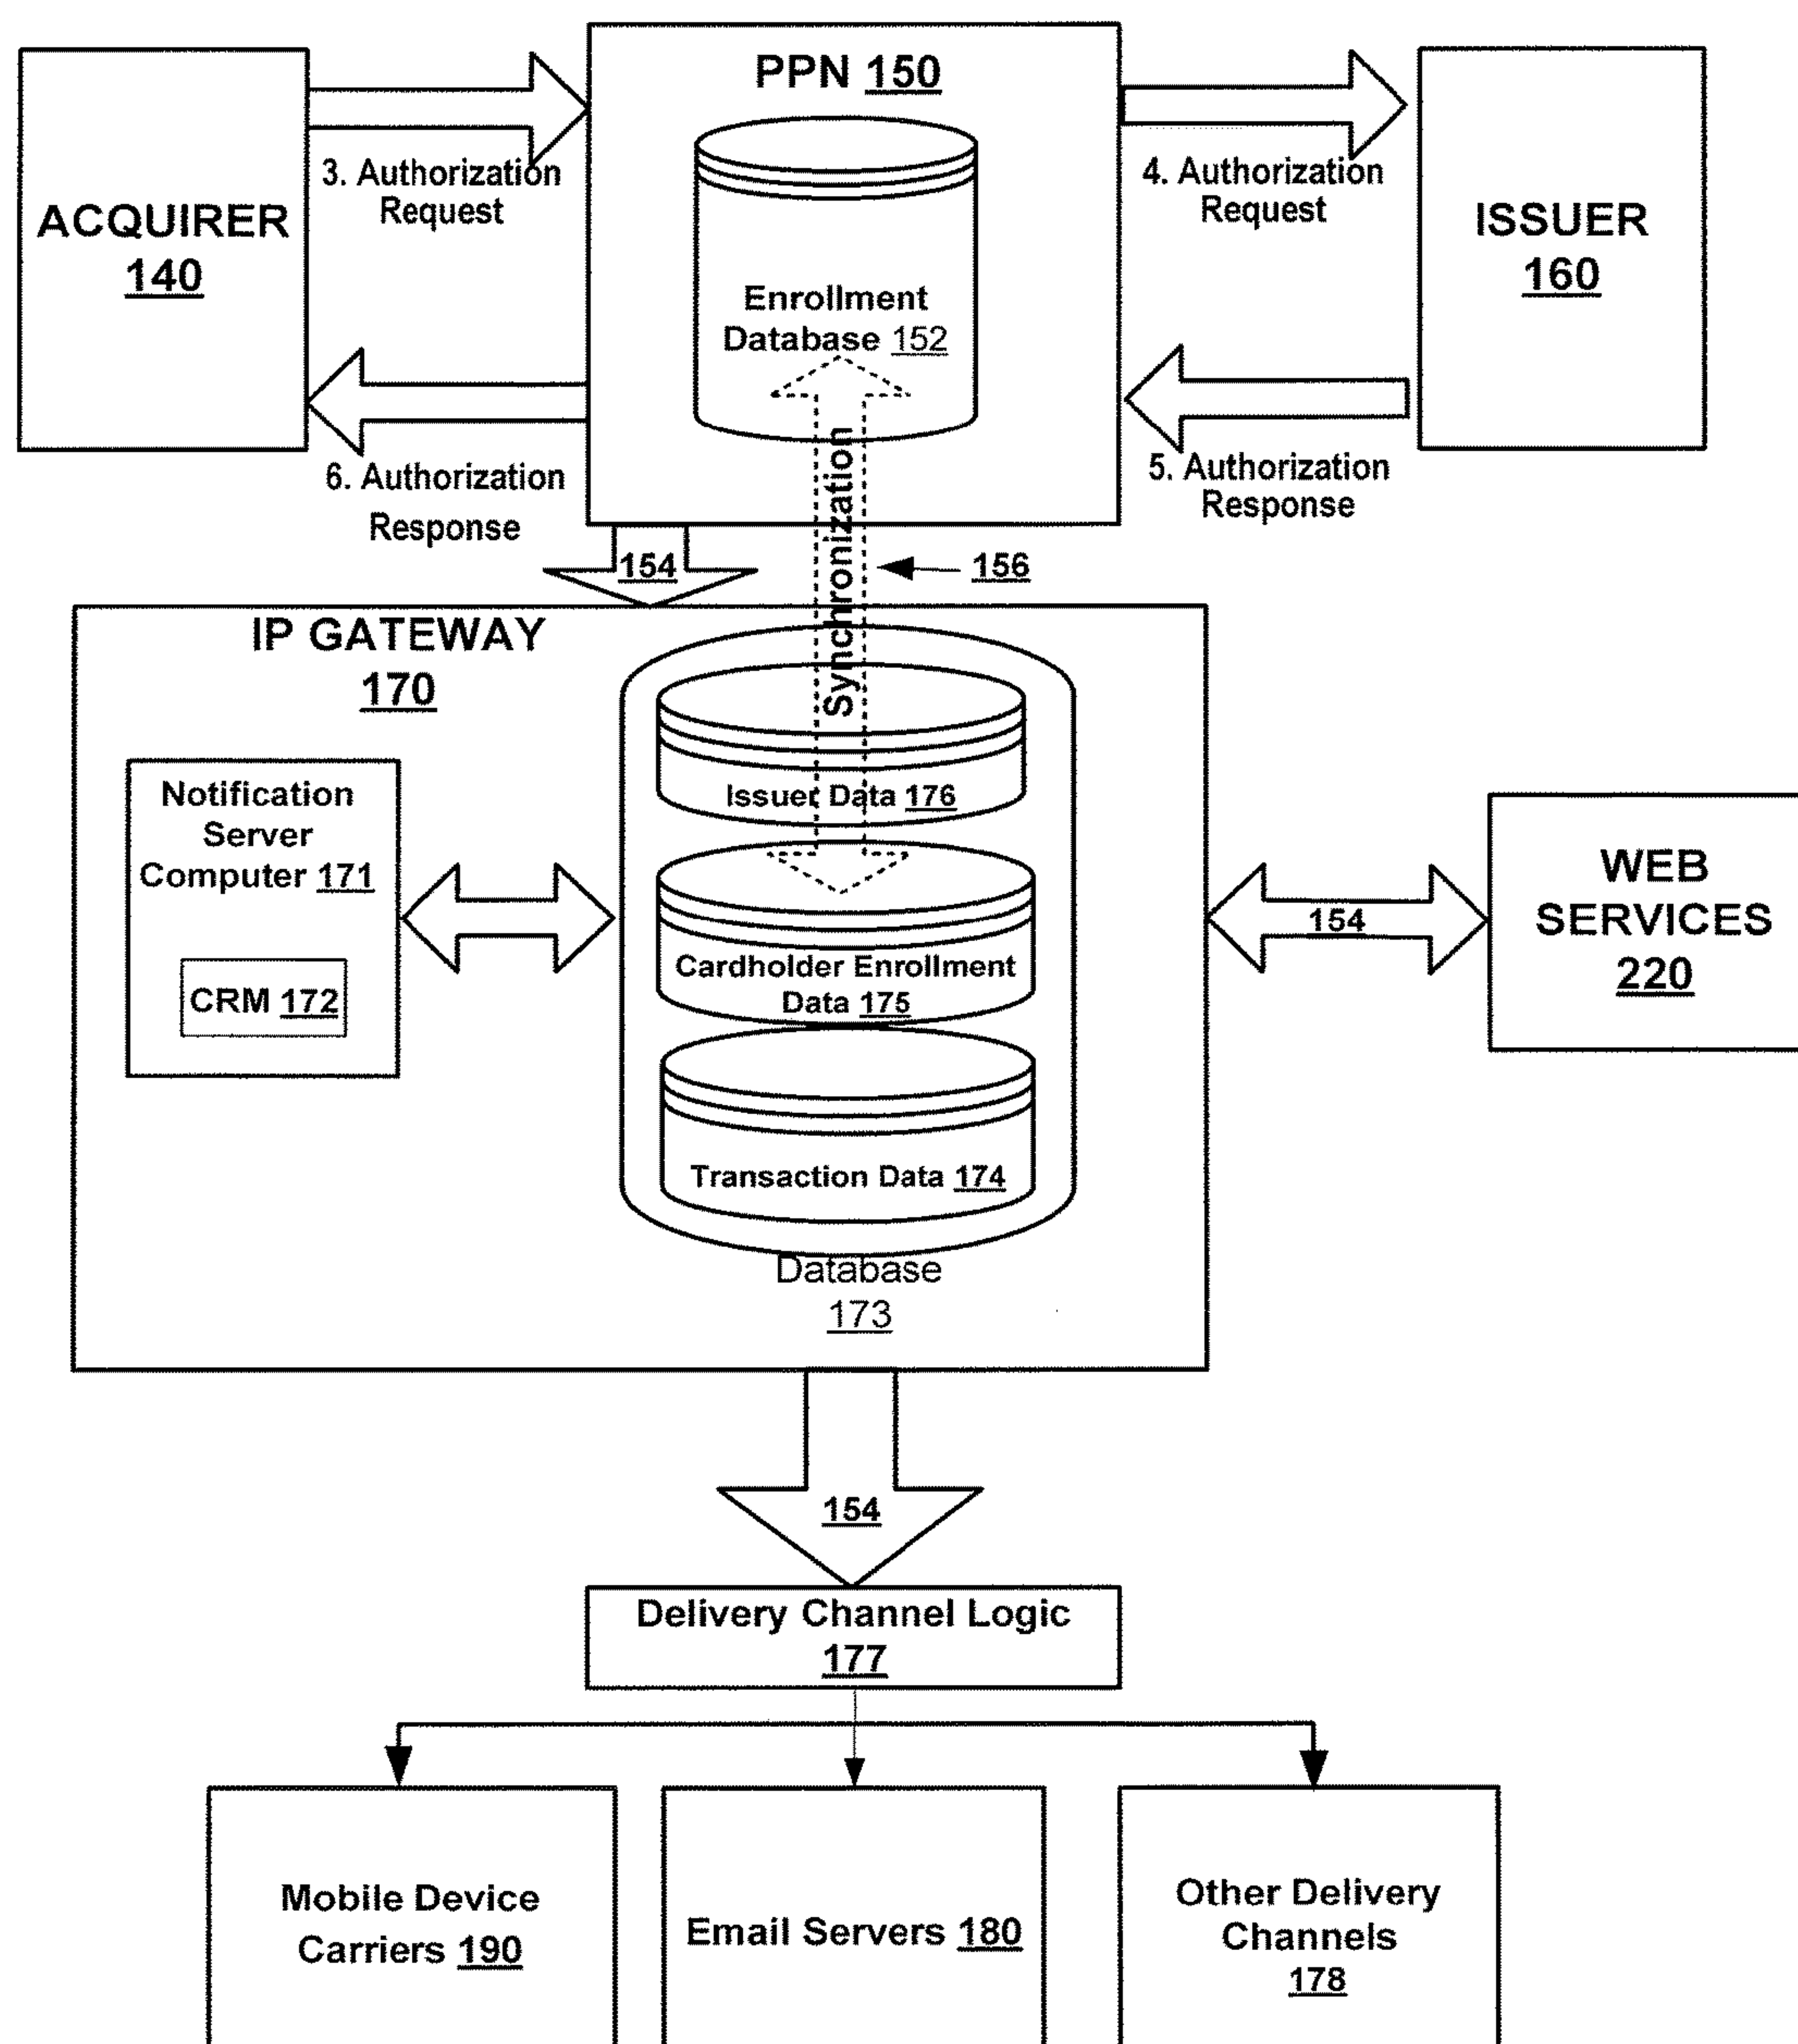 PPN 150
ACQUIRER
140
3. Authorization
Request
4. Authorization
Request
ISSUER
160
Enrollment
Database 152
6. Authorization
Response
5. Authorization
Response
Synchronization
154
156
IP GATEWAY
170
Notification
Server
Computer 171
CRM 172
Issuer Data 176
Cardholder Enrollment
Data 175
Transaction Data 174
Database
173
154
WEB
SERVICES
220
154
Delivery Channel Logic
177
Mobile Device
Carriers 190
Email Servers 180
Other Delivery
Channels
178